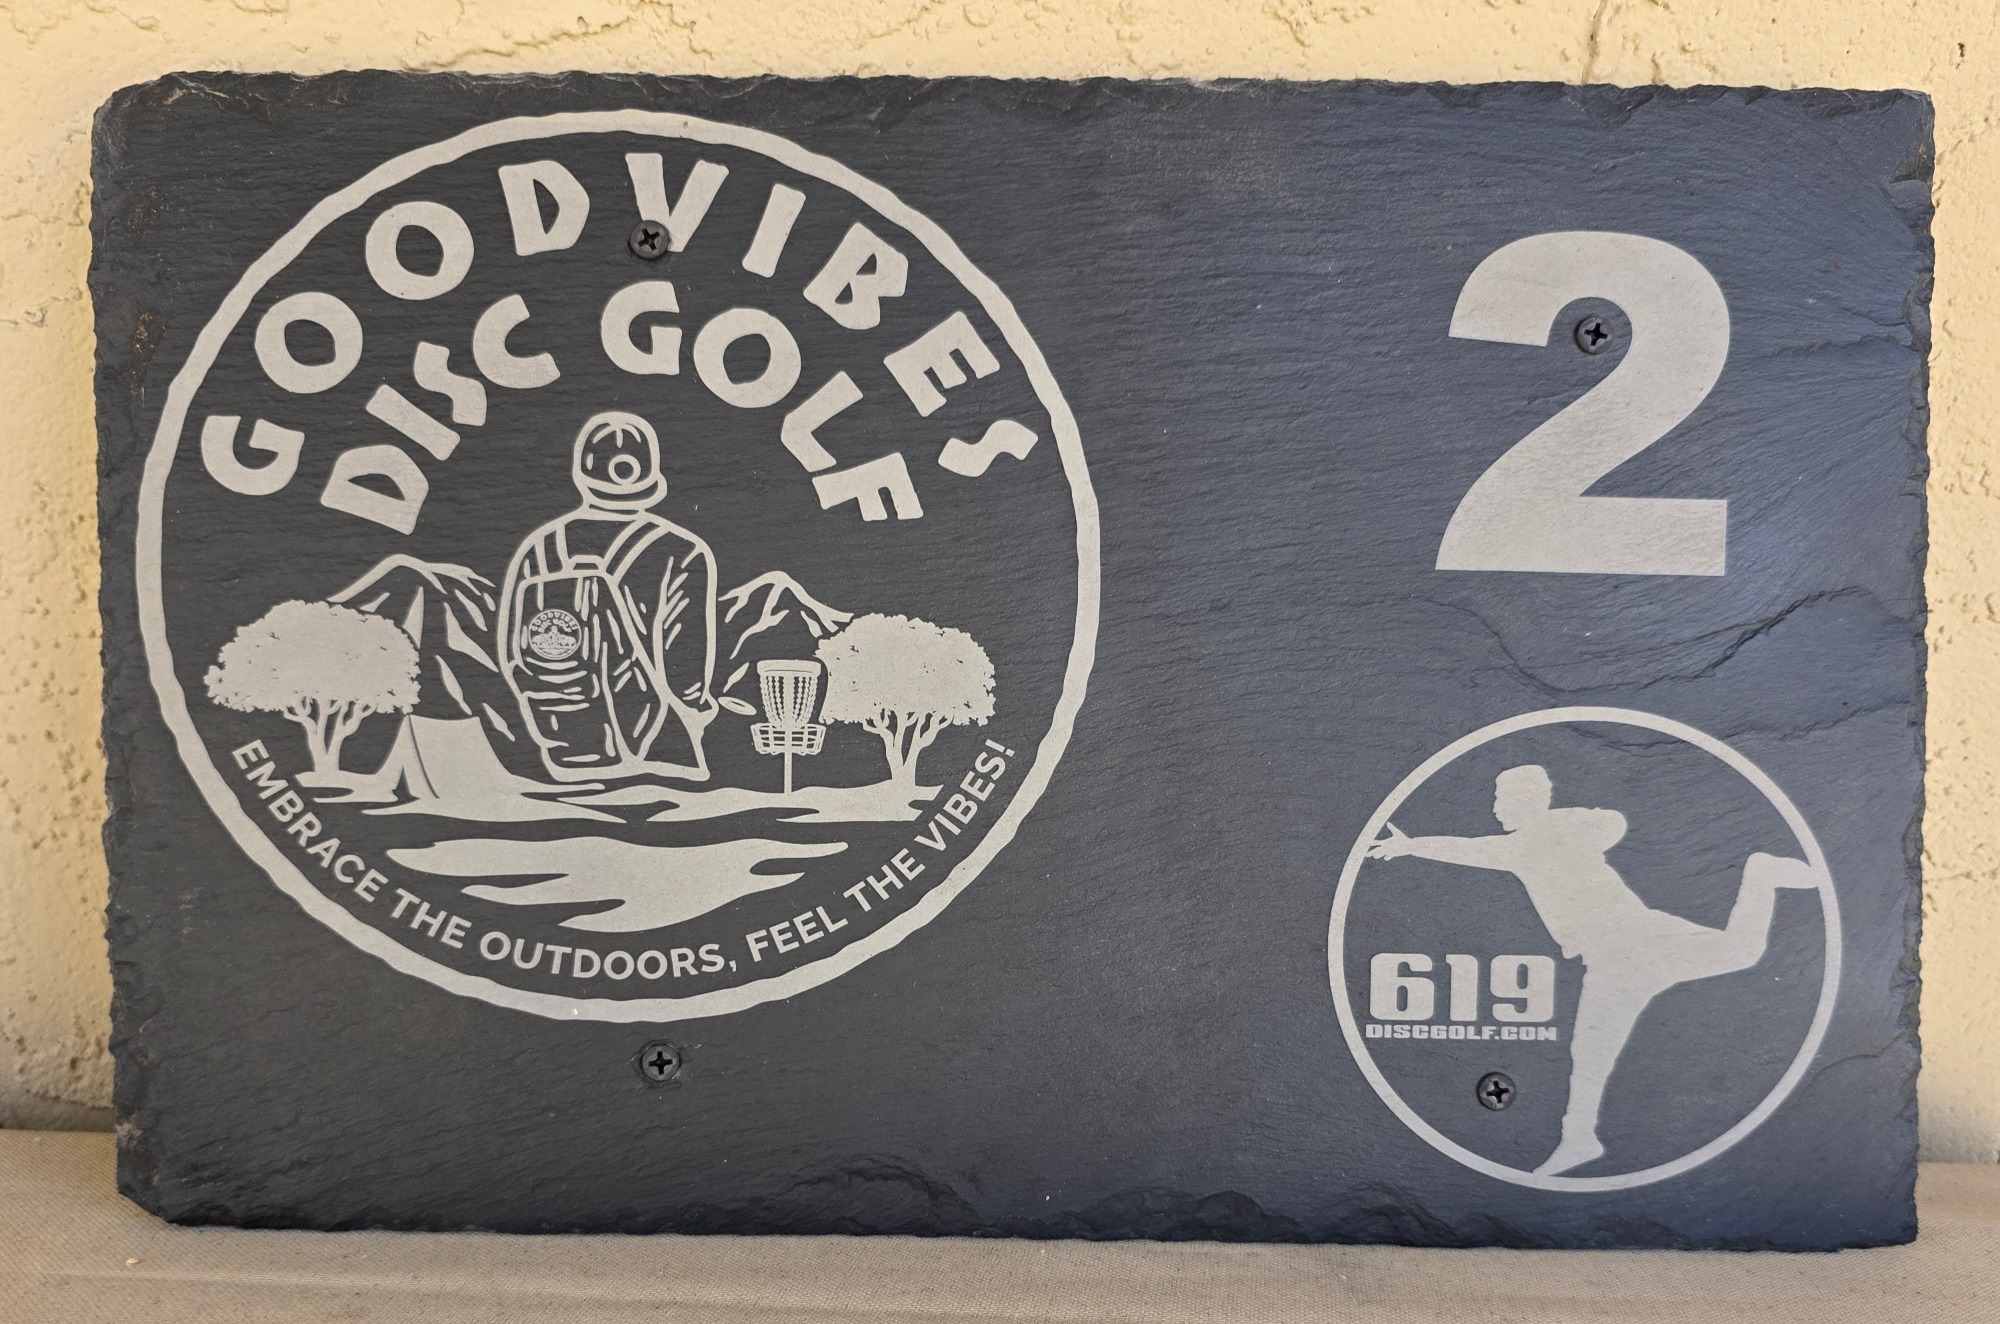 GOODVIBES
DISC GOLF
EMBRACE THE OUTDOORS, FEEL THE VIBES!
2
619
DISCGOLF.COM